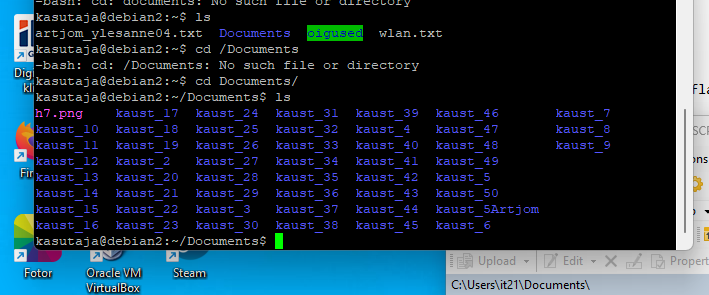 -bash: cd: documents: No such file or directory
kasutaja@debian2:~$ ls
artjom_ylesanne04.txt Documents oigused wlan.txt
kasutaja@debian2:~$ cd /Documents
-bash: cd: /Documents: No such file or directory
kasutaja@debian2:~$ cd Documents/
kasutaja@debian2:~/Documents$ ls
h7.png kaust_17 kaust_24 kaust_31 kaust_39 kaust_46 kaust_7
kaust_10 kaust_18 kaust_25 kaust_32 kaust_4 kaust_47 kaust_8
kaust_11 kaust_19 kaust_26 kaust_33 kaust_40 kaust_48 kaust_9
kaust_12 kaust_2 kaust_27 kaust_34 kaust_41 kaust_49
kaust_13 kaust_20 kaust_28 kaust_35 kaust_42 kaust_5
kaust_14 kaust_21 kaust_29 kaust_36 kaust_43 kaust_50
kaust_15 kaust_22 kaust_3 kaust_37 kaust_44 kaust_5Artjom
kaust_16 kaust_23 kaust_30 kaust_38 kaust_45 kaust_6
kasutaja@debian2:~/Documents$
Digi
kli
Fir
Fotor
Oracle VM
VirtualBox
Steam
fla
SCR
ons
Upload
Edit
Propert
C:\Users\it21\Documents\